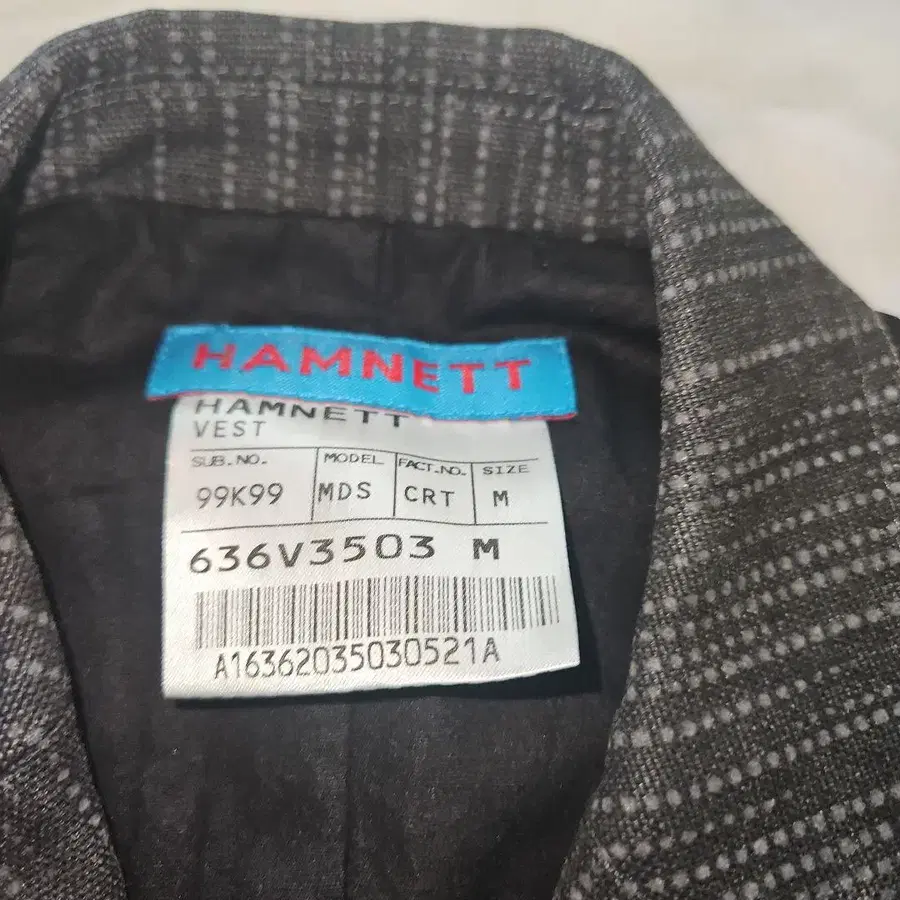 HAMNETT
HAMNETT
VEST
SUB.NO. MODEL FACT.NO. SIZE
99K99 MDS CRT M
636V3503 M
A16362035030521A